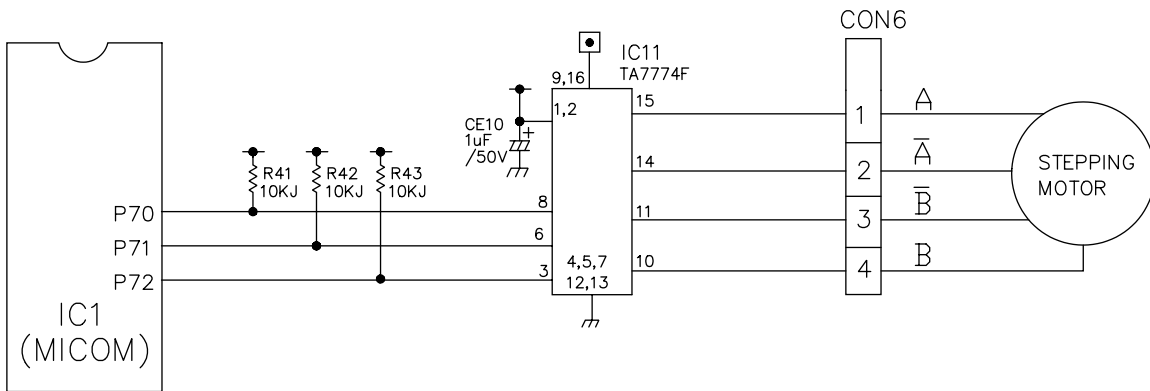 CON6
IC11
TA7774F
9,16
15
1,2
CE10
1uF
/50V
+
1
A
14
2
A̅
STEPPING
MOTOR
R41
10KJ
R42
10KJ
R43
10KJ
P70
8
11
3
B̅
P71
6
P72
3
4,5,7
12,13
10
4
B
IC1
(MICOM)